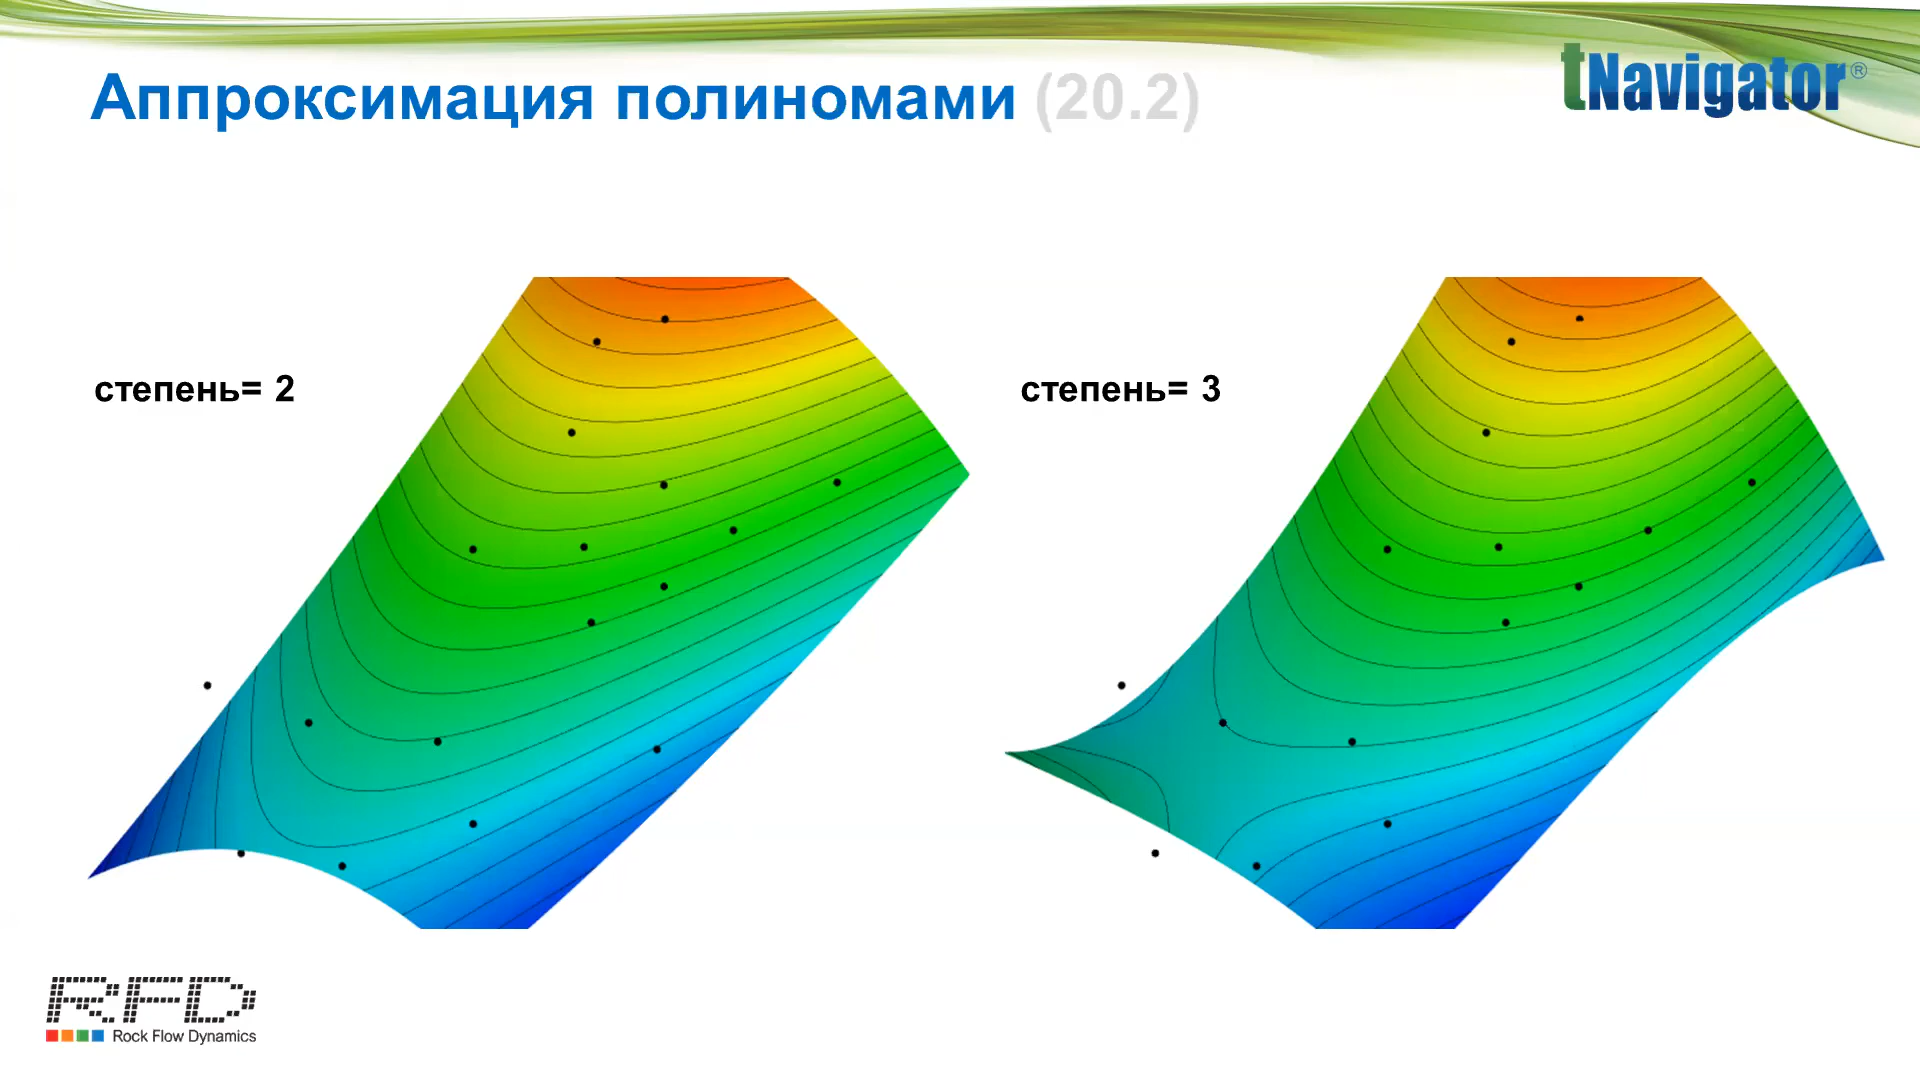 Аппроксимация полиномами (20.2)
tNavigator®
степень= 2
степень= 3
RFD
Rock Flow Dynamics